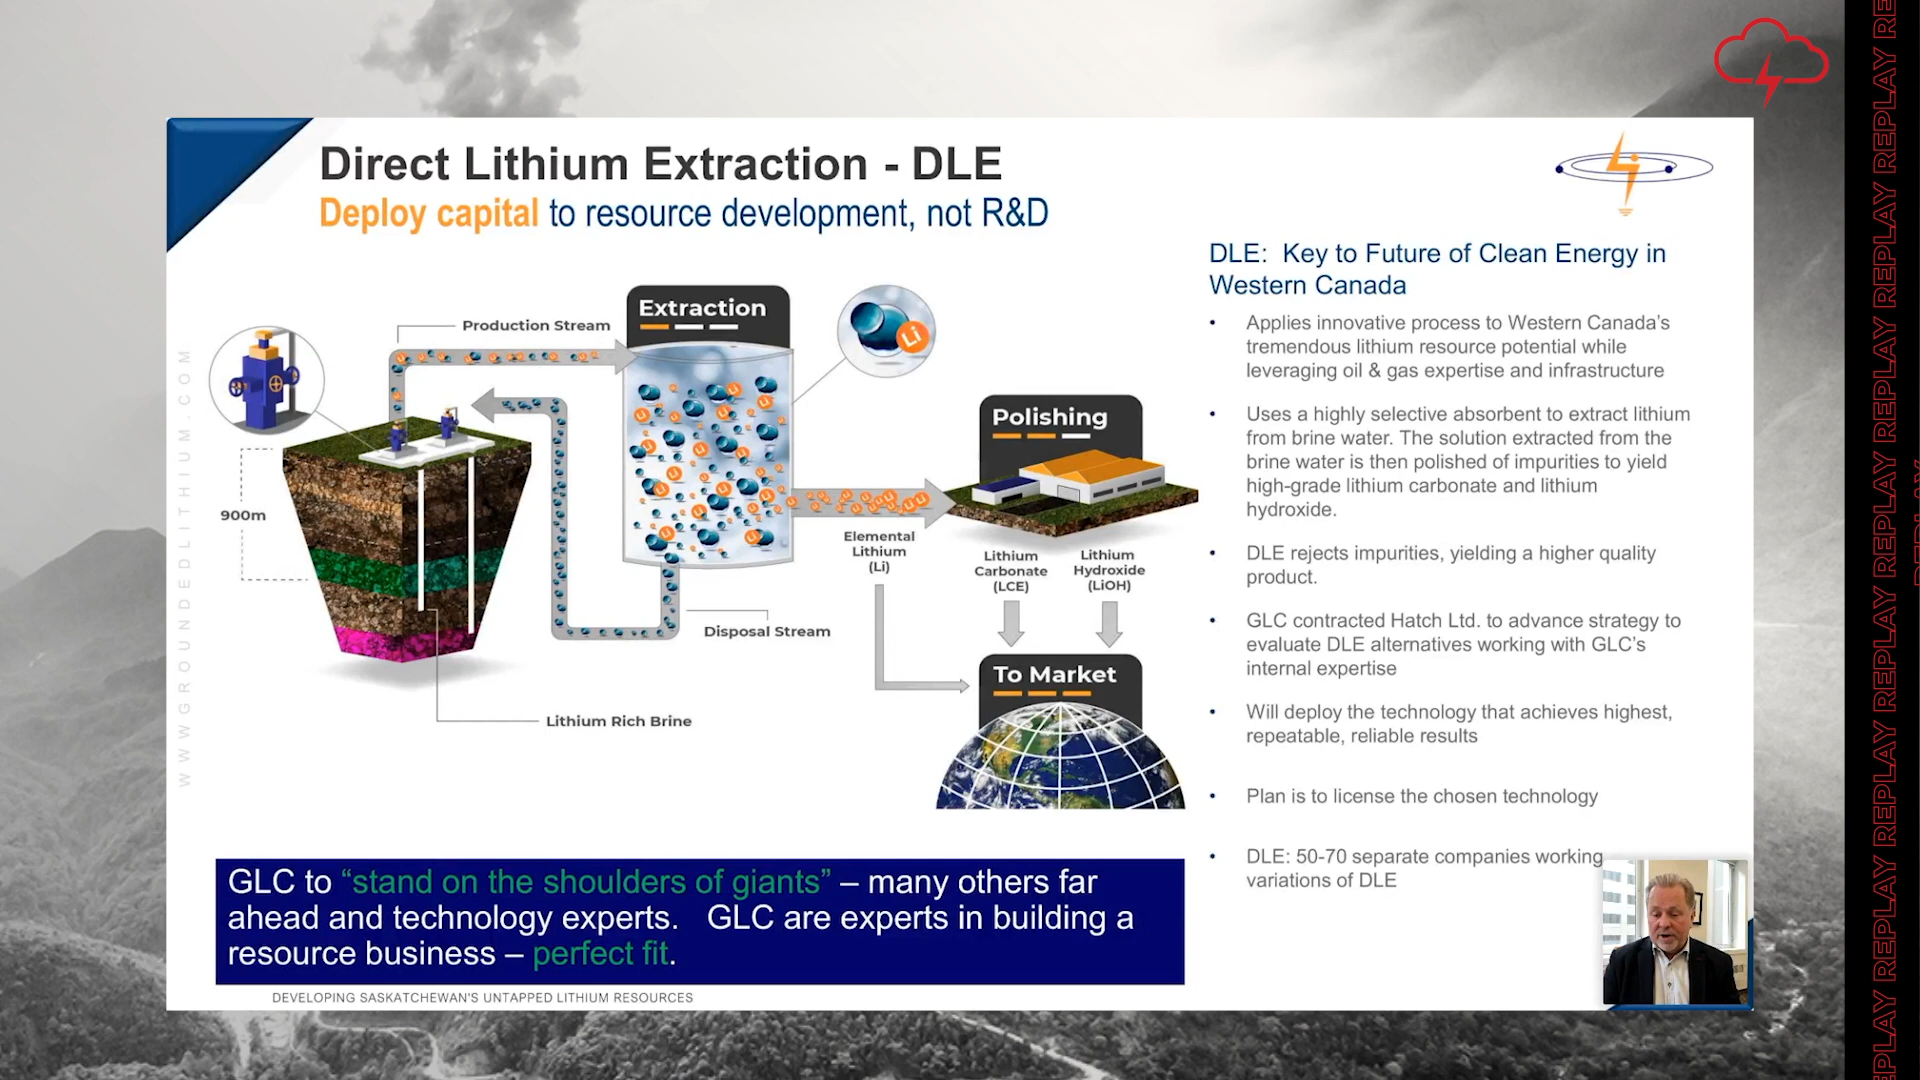 Direct Lithium Extraction - DLE
Deploy capital to resource development, not R&D
WWWGROUNDEDLITHIUM.COM
Production Stream
Extraction
Li
900m
Polishing
Elemental
Lithium
(Li)
Lithium
Carbonate
(LCE)
Lithium
Hydroxide
(LiOH)
Disposal Stream
Lithium Rich Brine
To Market
DLE: Key to Future of Clean Energy in
Western Canada
• Applies innovative process to Western Canada's
tremendous lithium resource potential while
leveraging oil & gas expertise and infrastructure
• Uses a highly selective absorbent to extract lithium
from brine water. The solution extracted from the
brine water is then polished of impurities to yield
high-grade lithium carbonate and lithium
hydroxide.
• DLE rejects impurities, yielding a higher quality
product.
• GLC contracted Hatch Ltd. to advance strategy to
evaluate DLE alternatives working with GLC's
internal expertise
• Will deploy the technology that achieves highest,
repeatable, reliable results
• Plan is to license the chosen technology
• DLE: 50-70 separate companies working
variations of DLE
GLC to “stand on the shoulders of giants” – many others far
ahead and technology experts. GLC are experts in building a
resource business – perfect fit.
DEVELOPING SASKATCHEWAN'S UNTAPPED LITHIUM RESOURCES
REPLAY REPLAY REPLAY REPLAY REPLAY REPLAY REPLAY